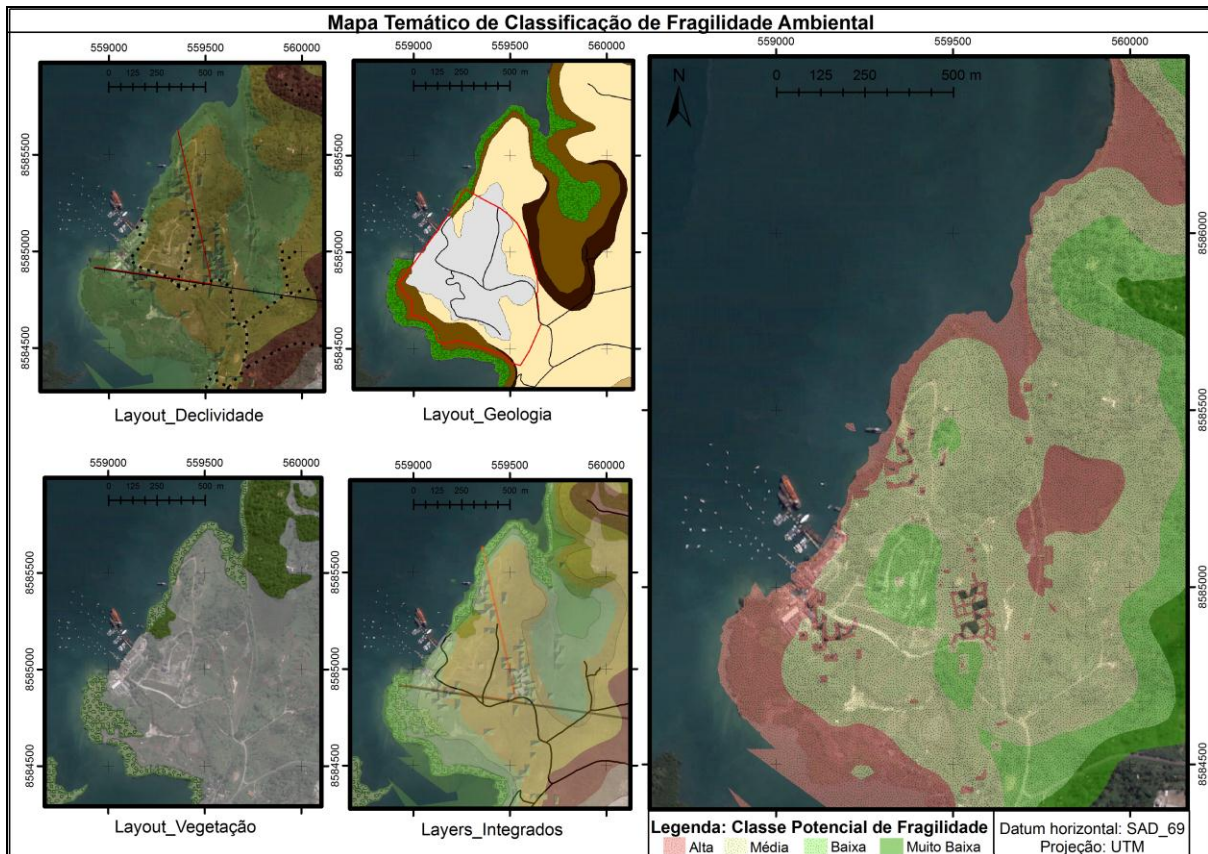 Mapa Temático de Classificação de Fragilidade Ambiental
559000 559500 560000
0 125 250 500 m
8585500
8585000
8584500
Layout_Declividade
559000 559500 560000
0 125 250 500 m
8585500
8585000
8584500
Layout_Geologia
559000 559500 560000
0 125 250 500 m
8585500
8585000
8584500
Layout_Vegetação
559000 559500 560000
0 125 250 500 m
8585500
8585000
8584500
Layers_Integrados
559000 559500 560000
N
0 125 250 500 m
8586000
8585500
8585000
8584500
Legenda: Classe Potencial de Fragilidade
Alta Média Baixa Muito Baixa
Datum horizontal: SAD_69
Projeção: UTM